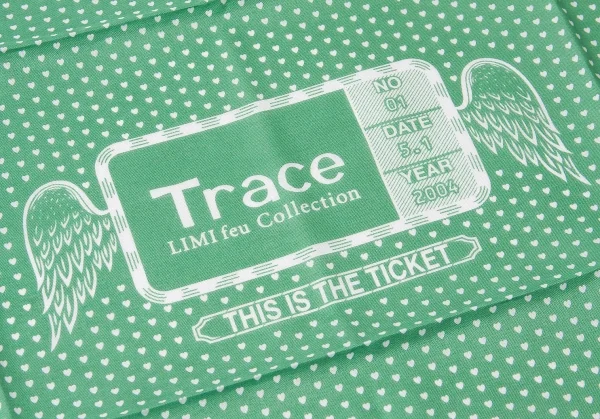 Trace
LIMI feu Collection
NO
01
DATE
5.1
YEAR
2004
THIS IS THE TICKET